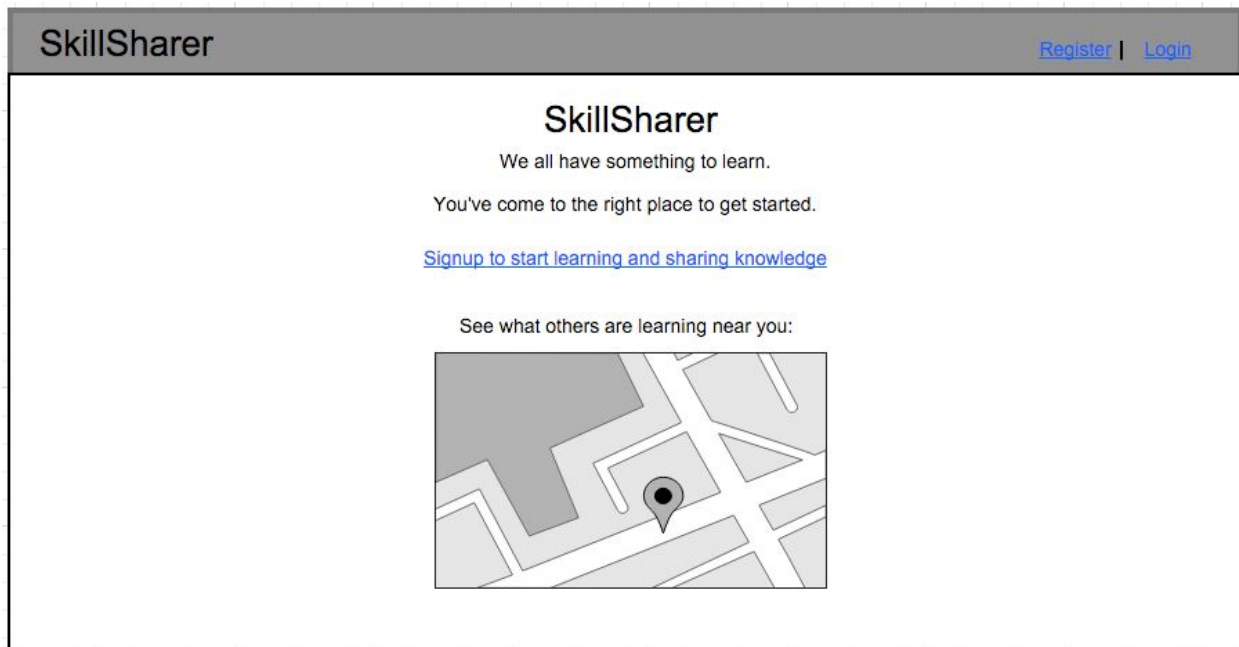 SkillSharer
Register | Login
SkillSharer
We all have something to learn.
You've come to the right place to get started.
Signup to start learning and sharing knowledge
See what others are learning near you: